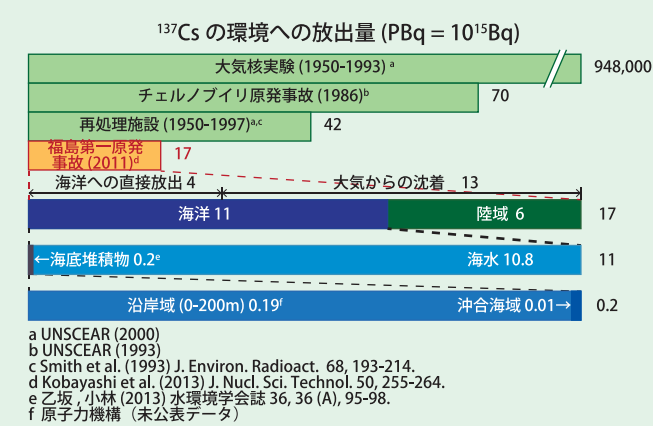 ¹³⁷Cs の環境への放出量 (PBq = 10¹⁵Bq)
大気核実験 (1950-1993) ᵃ 948,000
チェルノブイリ原発事故 (1986)ᵇ 70
再処理施設 (1950-1997)ᵃ,ᶜ 42
福島第一原発
事故 (2011)ᵈ 17
海洋への直接放出 4 大気からの沈着 13
海洋 11 陸域 6 17
←海底堆積物 0.2ᵉ 海水 10.8 11
沿岸域 (0-200m) 0.19ᶠ 沖合海域 0.01→ 0.2
a UNSCEAR (2000)
b UNSCEAR (1993)
c Smith et al. (1993) J. Environ. Radioact. 68, 193-214.
d Kobayashi et al. (2013) J. Nucl. Sci. Technol. 50, 255-264.
e 乙坂 , 小林 (2013) 水環境学会誌 36, 36 (A), 95-98.
f 原子力機構（未公表データ）